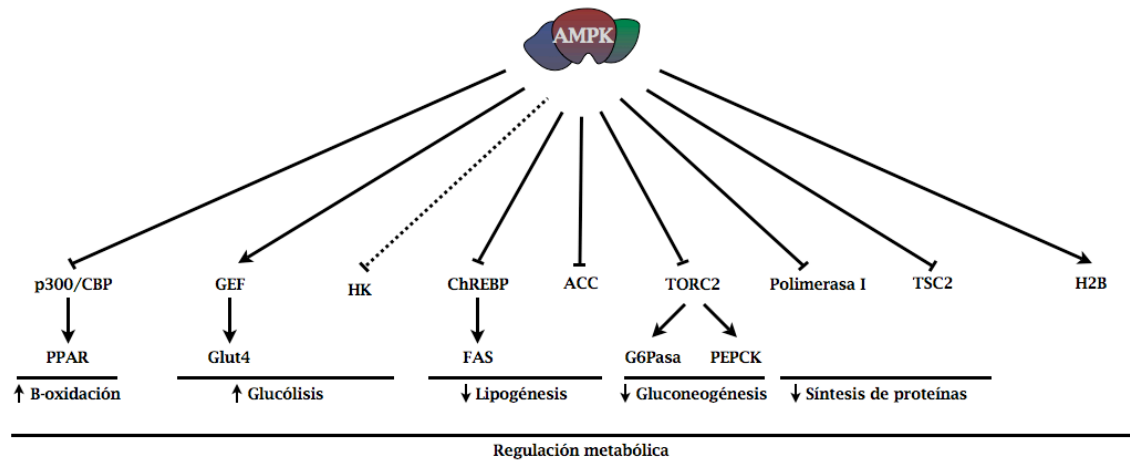 AMPK
p300/CBP GEF HK ChREBP ACC TORC2 Polimerasa I TSC2 H2B
PPAR Glut4 FAS G6Pasa PEPCK
B-oxidación Glucólisis Lipogénesis Gluconeogénesis Síntesis de proteínas
Regulación metabólica